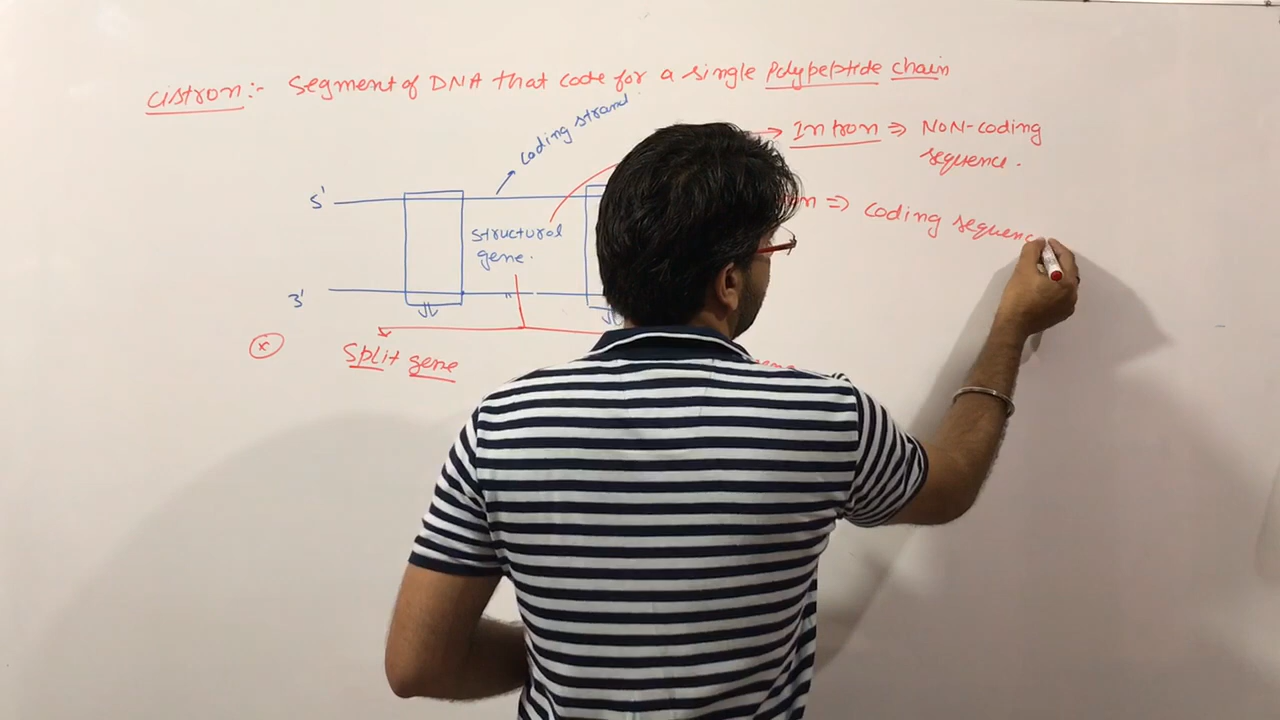 Cistron:- Segment of DNA that code for a single Polypeptide chain
coding strand
Intron ⇒ NON-coding
sequence.
5'
⇒ coding sequenc
structural
gene.
3'
Split gene